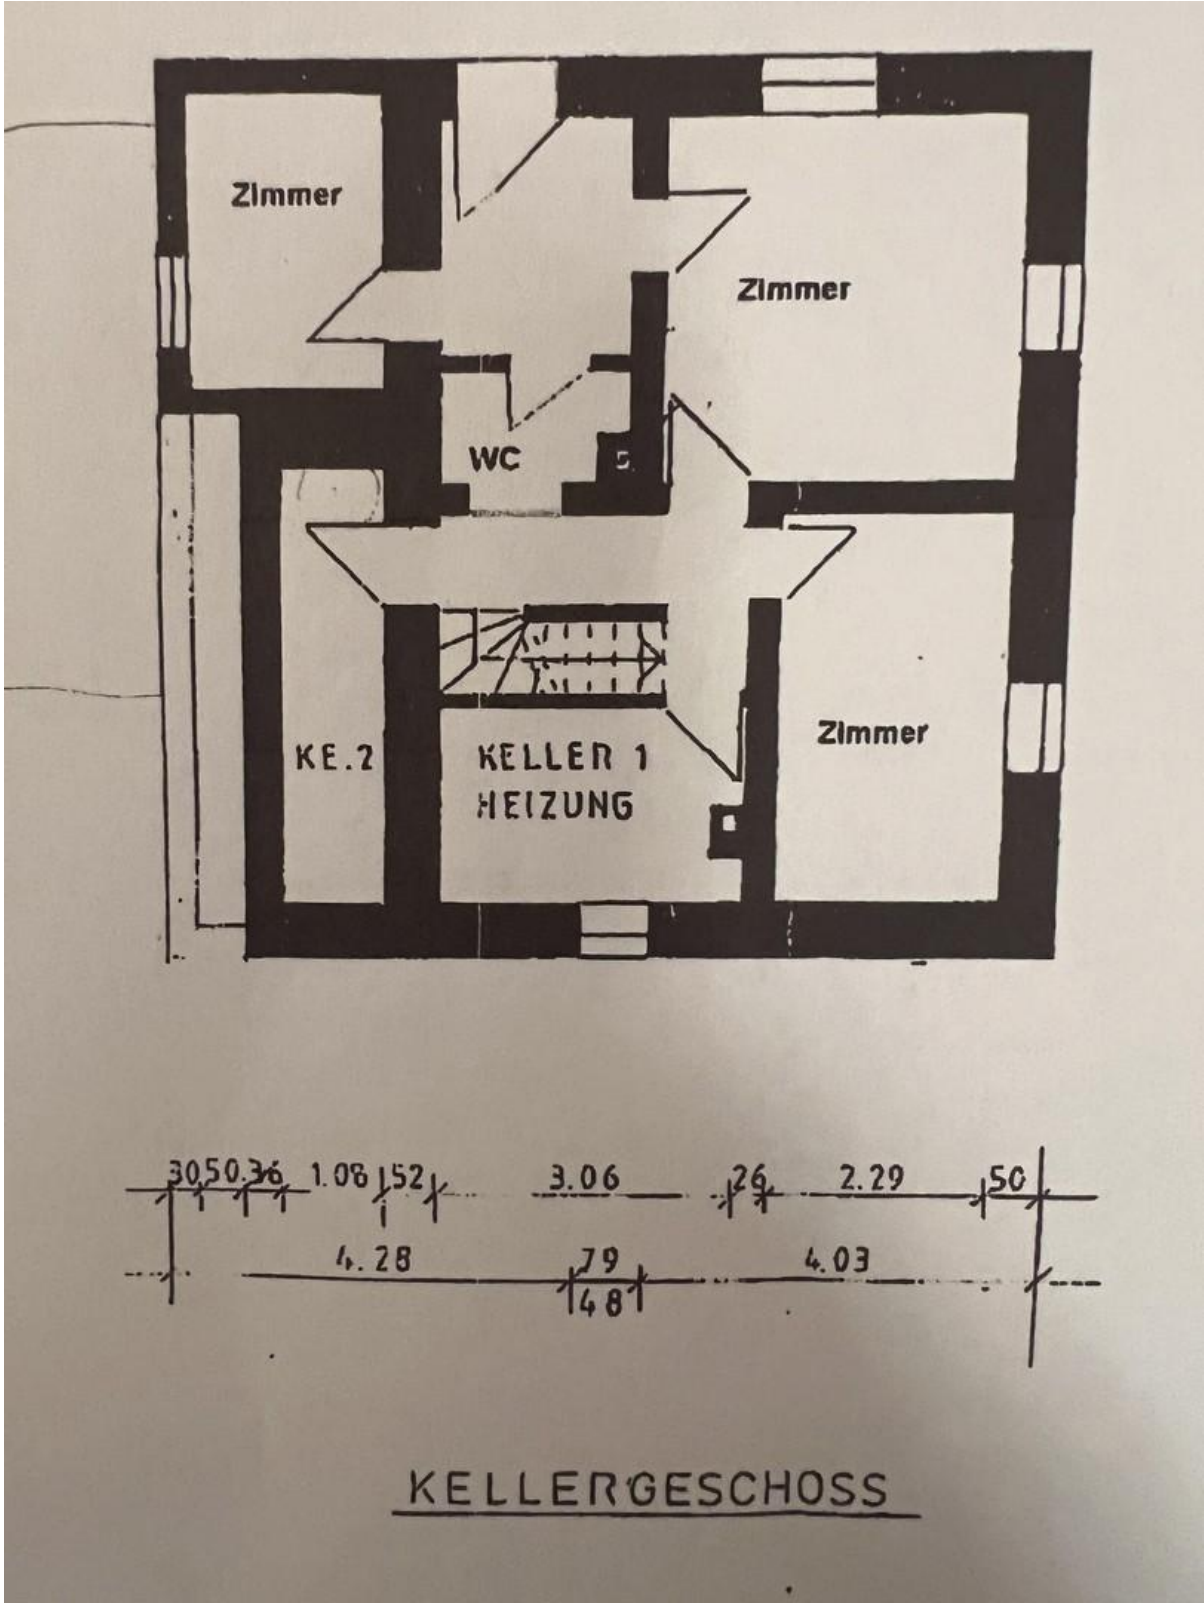 Zimmer
Zimmer
WC
S
Zimmer
KE.2
KELLER 1
HEIZUNG
30 50 .36 1.08 52 3.06 26 2.29 50
4.28 79 4.03
48
KELLERGESCHOSS